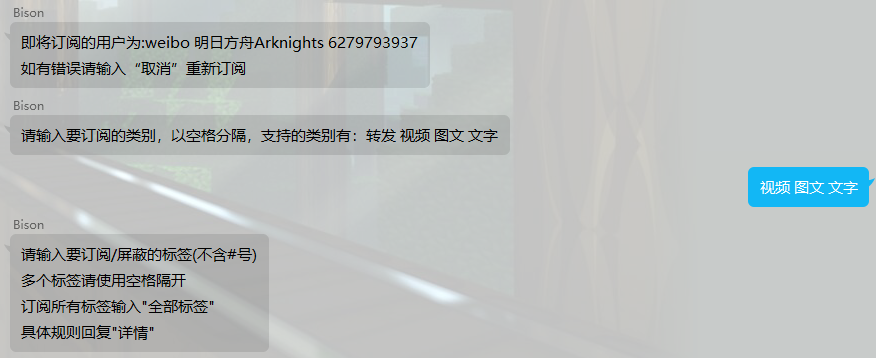 Bison
即将订阅的用户为:weibo 明日方舟Arknights 6279793937
如有错误请输入“取消”重新订阅
Bison
请输入要订阅的类别，以空格分隔，支持的类别有：转发 视频 图文 文字
视频 图文 文字
Bison
请输入要订阅/屏蔽的标签(不含#号)
多个标签请使用空格隔开
订阅所有标签输入"全部标签"
具体规则回复"详情"